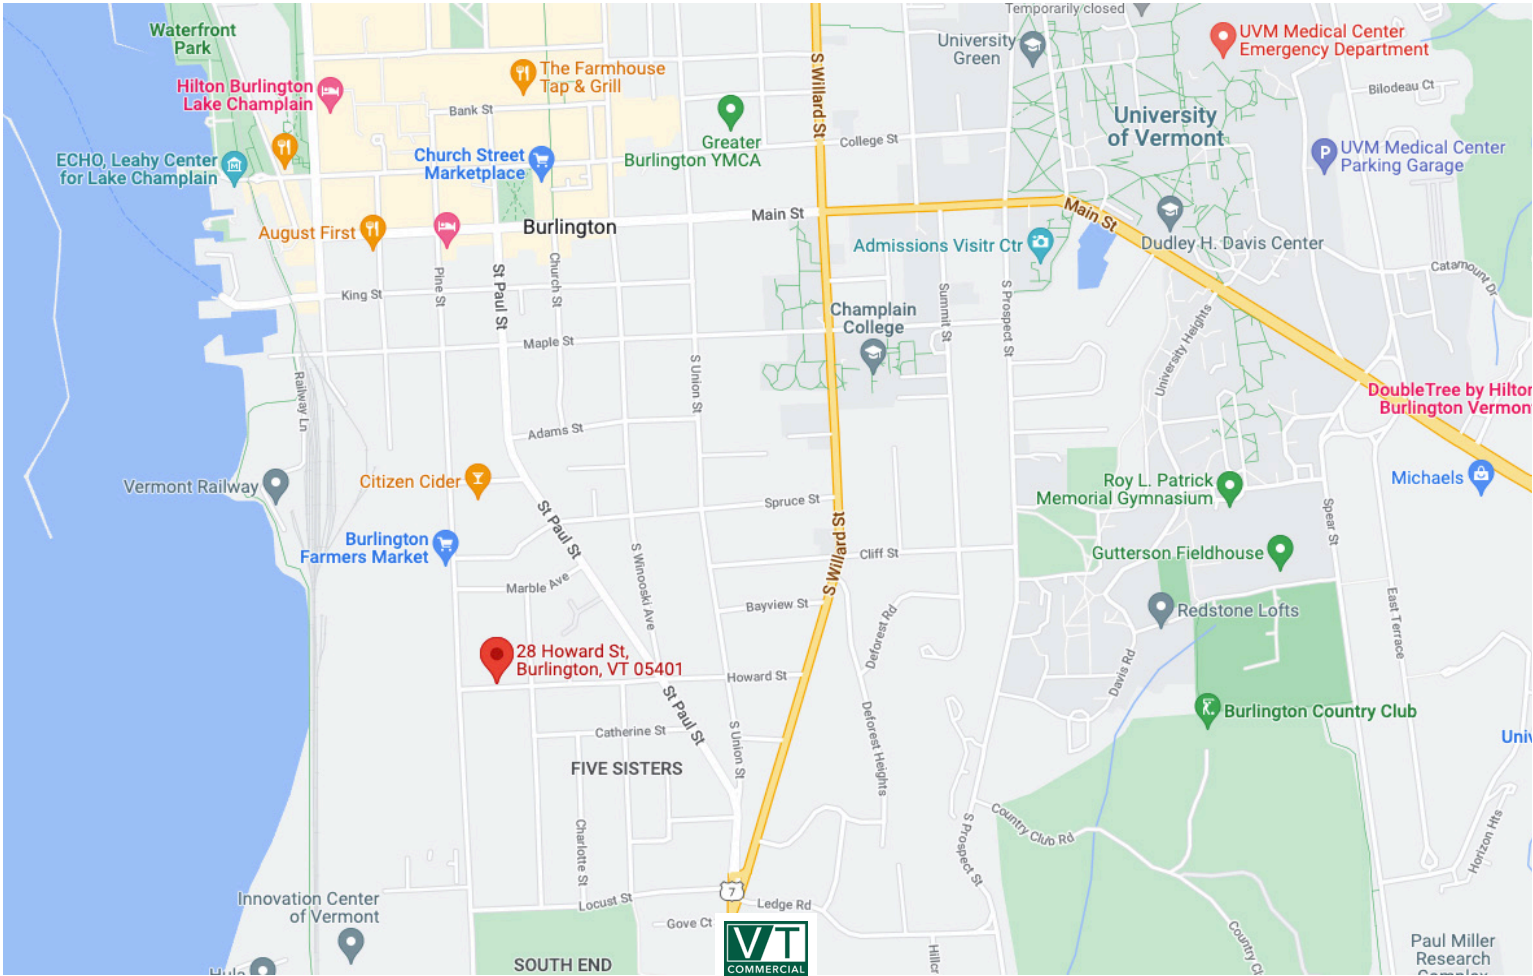 Temporarily closed
Waterfront
Park
University
Green
UVM Medical Center
Emergency Department
The Farmhouse
Tap & Grill
Hilton Burlington
Lake Champlain
Bilodeau Ct
Bank St
S Willard St
University
of Vermont
Greater
Burlington YMCA
College St
UVM Medical Center
Parking Garage
Church Street
Marketplace
ECHO, Leahy Center
for Lake Champlain
Main St
Main St
Burlington
August First
Admissions Visitr Ctr
Dudley H. Davis Center
Catamount Dr
Pine St
St Paul St
Church St
King St
Summit St
S Prospect St
Champlain
College
University Heights
Maple St
S Union St
Railway Ln
DoubleTree by Hilton
Burlington Vermont
Adams St
Citizen Cider
Vermont Railway
Roy L. Patrick
Memorial Gymnasium
Michaels
Spruce St
Spear St
St Paul St
S Willard St
Burlington
Farmers Market
Cliff St
Gutterson Fieldhouse
S Winooski Ave
Marble Ave
Bayview St
Deforest Rd
Redstone Lofts
East Terrace
28 Howard St,
Burlington, VT 05401
Howard St
Davis Rd
St Paul St
Catherine St
S Union St
Deforest Heights
Burlington Country Club
Univ
FIVE SISTERS
Charlotte St
S Prospect St
Country Club Rd
Horizon Hts
Innovation Center
of Vermont
Locust St
7
Ledge Rd
Gove Ct
VT
COMMERCIAL
Hillcr
Country Cl
Paul Miller
Research
Complex
SOUTH END
Hula